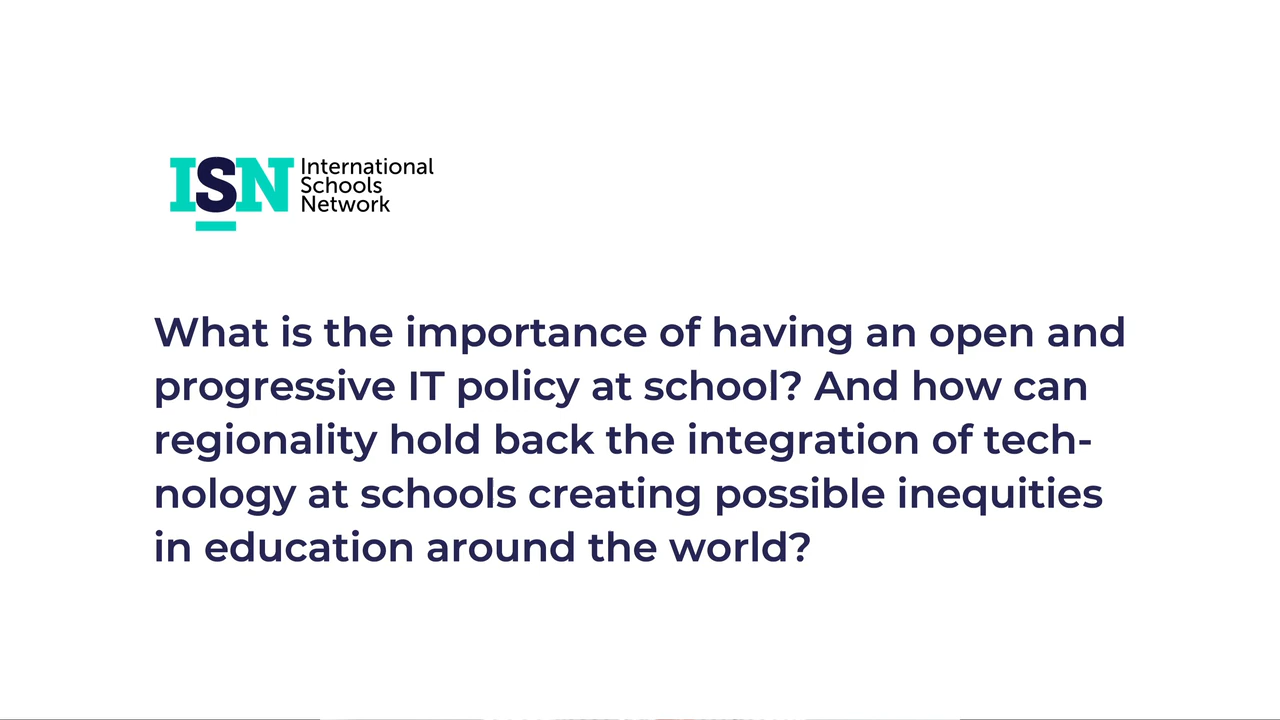 ISN
International
Schools
Network
What is the importance of having an open and
progressive IT policy at school? And how can
regionality hold back the integration of tech-
nology at schools creating possible inequities
in education around the world?